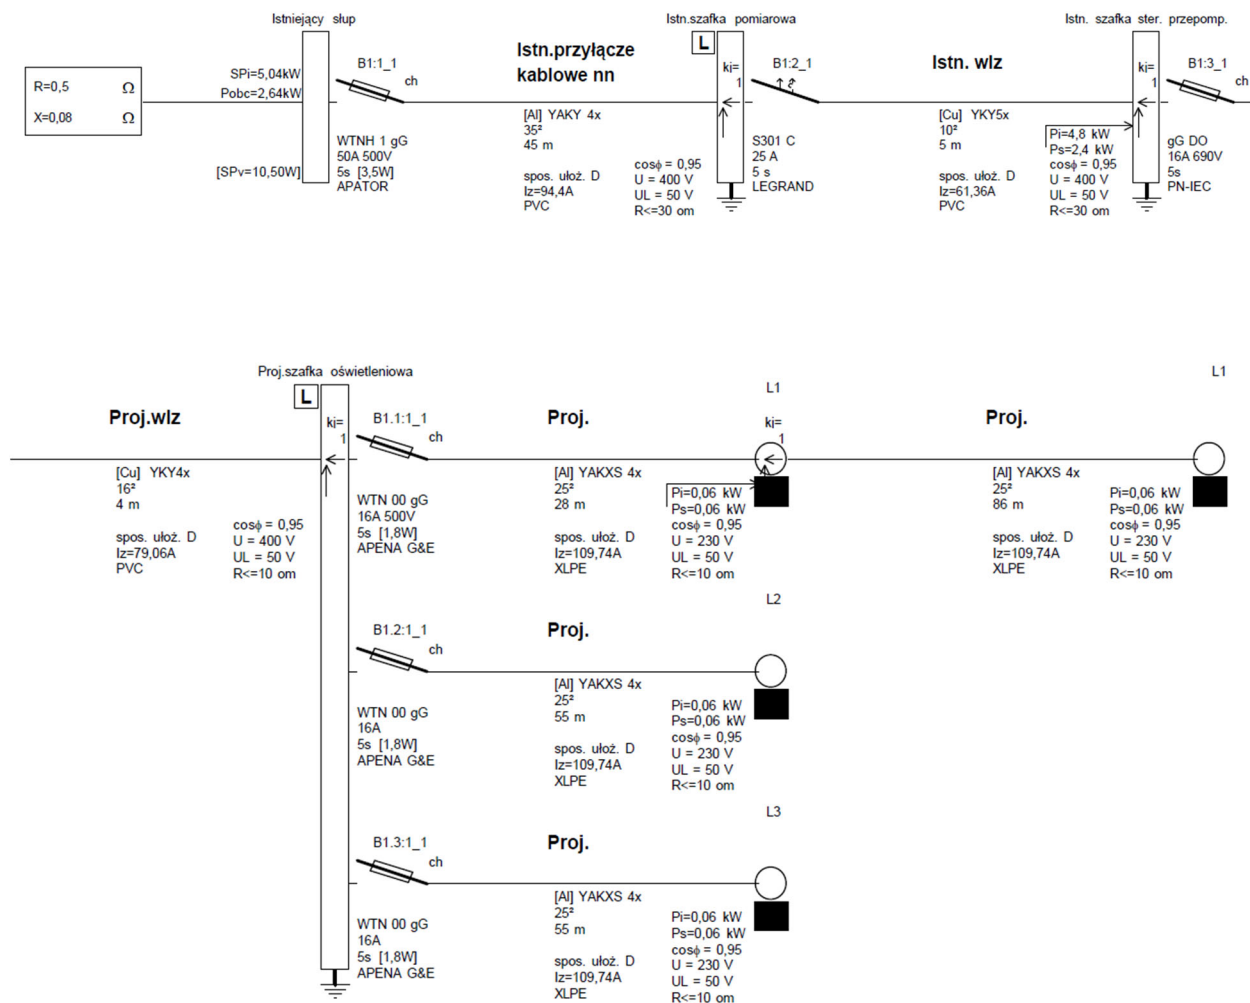 Istniejący słup
R=0,5 Ω
X=0,08 Ω
SPi=5,04kW
Pobc=2,64kW
[SPv=10,50W]
B1:1_1
ch
WTNH 1 gG
50A 500V
5s [3,5W]
APATOR
Istn.przyłącze
kablowe nn
[Al] YAKY 4x
35²
45 m
spos. ułoż. D
Iz=94,4A
PVC
Istn.szafka pomiarowa
L
ki=
1
cosϕ = 0,95
U = 400 V
UL = 50 V
R<=30 om
B1:2_1
S301 C
25 A
5 s
LEGRAND
Istn. wlz
[Cu] YKY5x
10²
5 m
spos. ułoż. D
Iz=61,36A
PVC
Istn. szafka ster. przepomp.
ki=
1
Pi=4,8 kW
Ps=2,4 kW
cosϕ = 0,95
U = 400 V
UL = 50 V
R<=30 om
B1:3_1
ch
gG DO
16A 690V
5s
PN-IEC
Proj.szafka oświetleniowa
Proj.wlz
L
ki=
1
[Cu] YKY4x
16²
4 m
spos. ułoż. D
Iz=79,06A
PVC
cosϕ = 0,95
U = 400 V
UL = 50 V
R<=10 om
B1.1:1_1
ch
WTN 00 gG
16A 500V
5s [1,8W]
APENA G&E
Proj.
[Al] YAKXS 4x
25²
28 m
spos. ułoż. D
Iz=109,74A
XLPE
L1
ki=
1
Pi=0,06 kW
Ps=0,06 kW
cosϕ = 0,95
U = 230 V
UL = 50 V
R<=10 om
Proj.
[Al] YAKXS 4x
25²
86 m
spos. ułoż. D
Iz=109,74A
XLPE
L1
Pi=0,06 kW
Ps=0,06 kW
cosϕ = 0,95
U = 230 V
UL = 50 V
R<=10 om
B1.2:1_1
ch
WTN 00 gG
16A
5s [1,8W]
APENA G&E
Proj.
[Al] YAKXS 4x
25²
55 m
spos. ułoż. D
Iz=109,74A
XLPE
L2
Pi=0,06 kW
Ps=0,06 kW
cosϕ = 0,95
U = 230 V
UL = 50 V
R<=10 om
B1.3:1_1
ch
WTN 00 gG
16A
5s [1,8W]
APENA G&E
Proj.
[Al] YAKXS 4x
25²
55 m
spos. ułoż. D
Iz=109,74A
XLPE
L3
Pi=0,06 kW
Ps=0,06 kW
cosϕ = 0,95
U = 230 V
UL = 50 V
R<=10 om